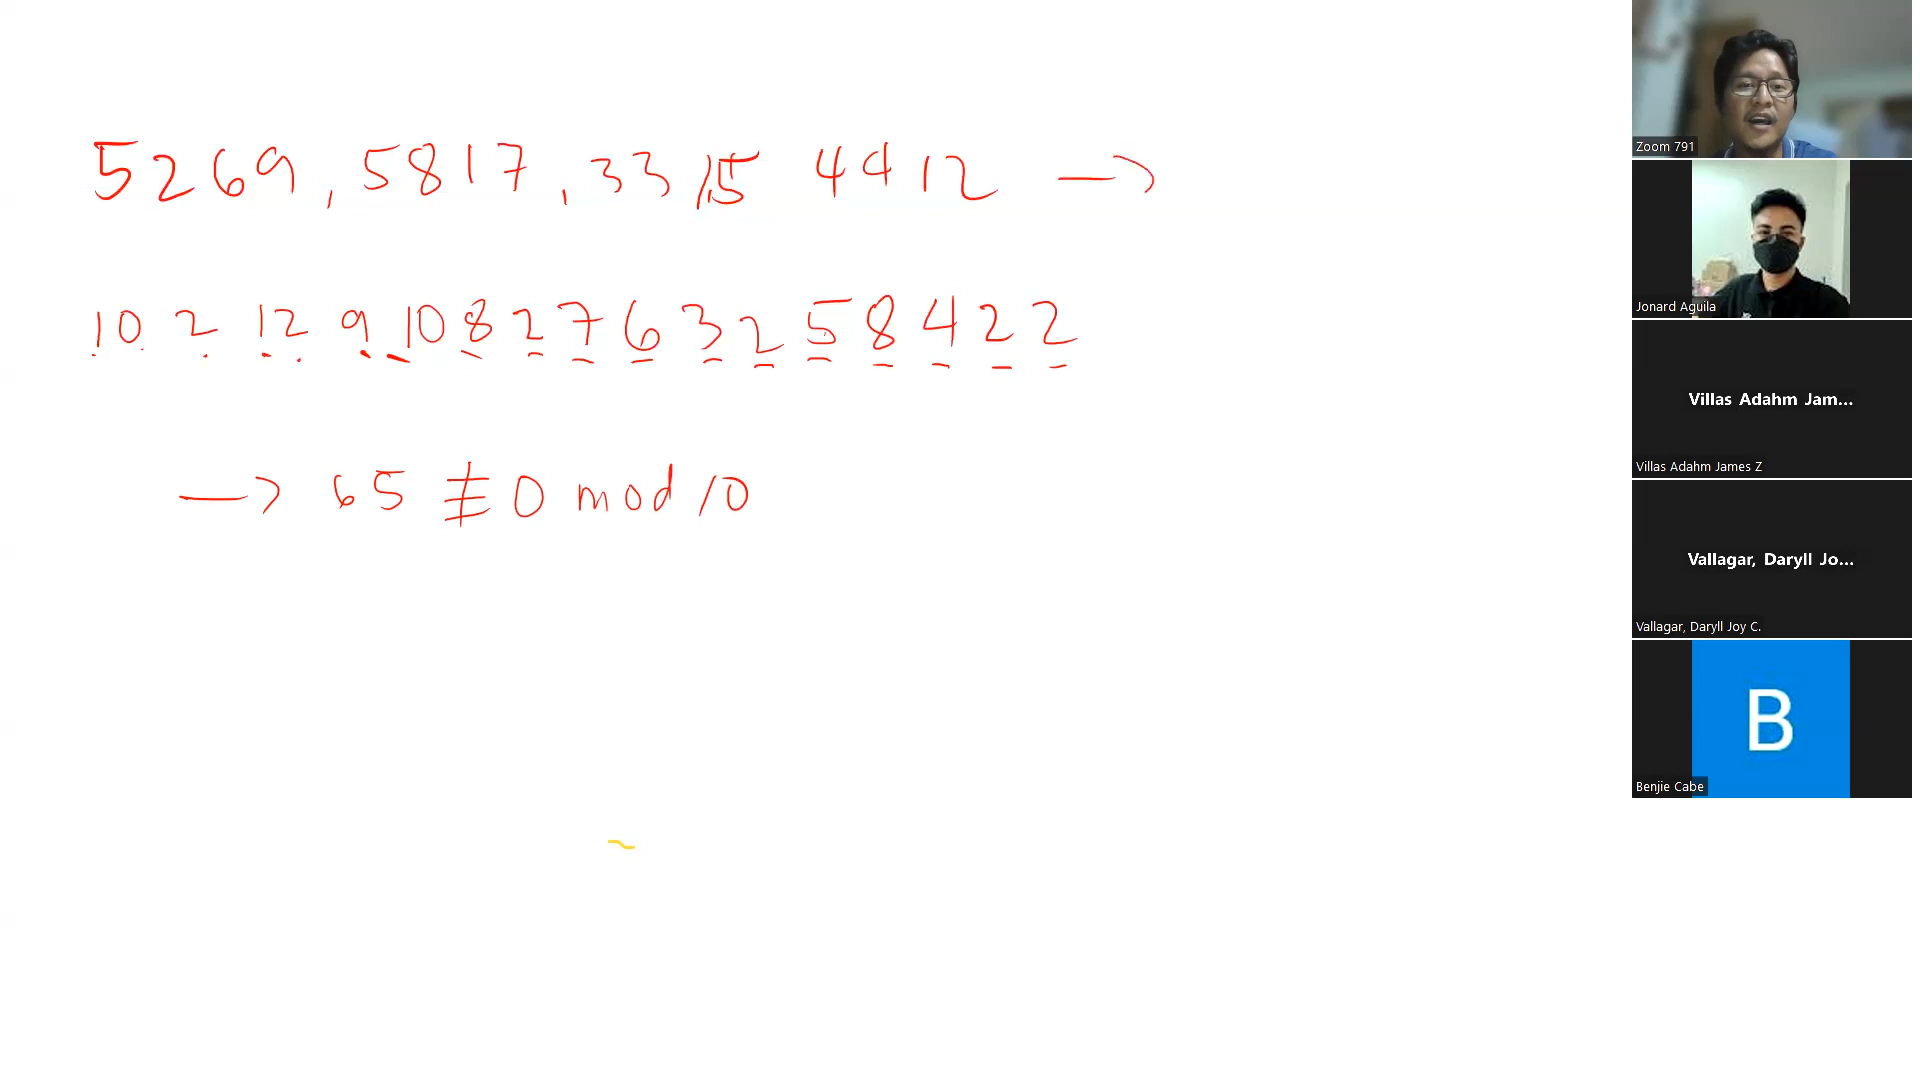 5269, 5817, 3315 4412 →
10 2 12 9 10 8 2 7 6 3 2 5 8 4 2 2
→ 65 ≢ 0 mod 10
Zoom 791
Jonard Aguila
Villas Adahm Jam...
Villas Adahm James Z
Vallagar, Daryll Jo...
Vallagar, Daryll Joy C.
B
Benjie Cabe